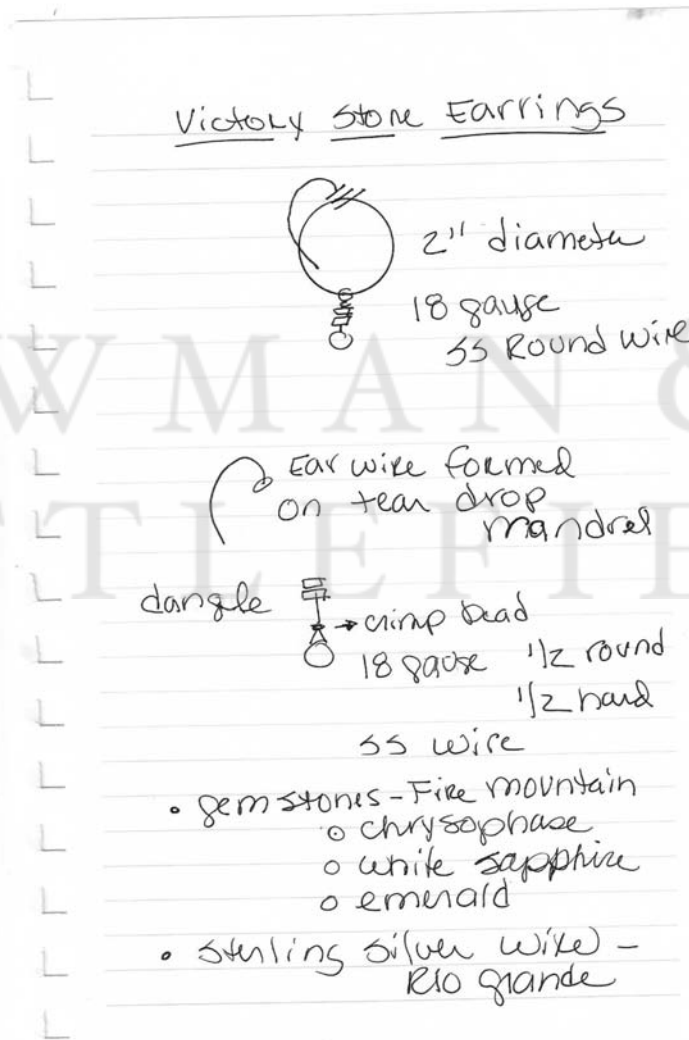 Victory Stone Earrings
2" diameter
18 gauge
SS Round wire
WMAN &
TTLEFIE
Ear wire formed
on tear drop
mandrel
dangle
crimp bead
18 gauge 1/2 round
1/2 hard
SS wire
• gemstones - Fire mountain
o chrysophase
o white sapphire
o emerald
• sterling silver wire -
Rio grande